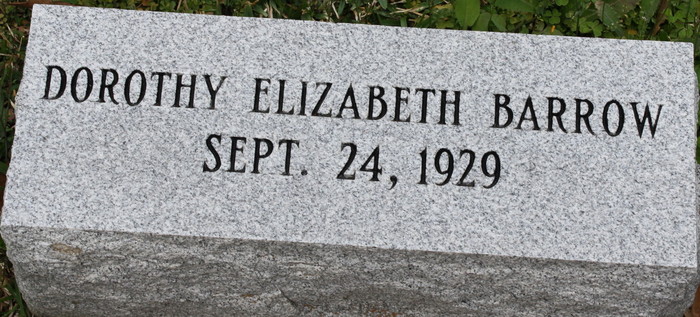 DOROTHY ELIZABETH BARROW
SEPT. 24, 1929